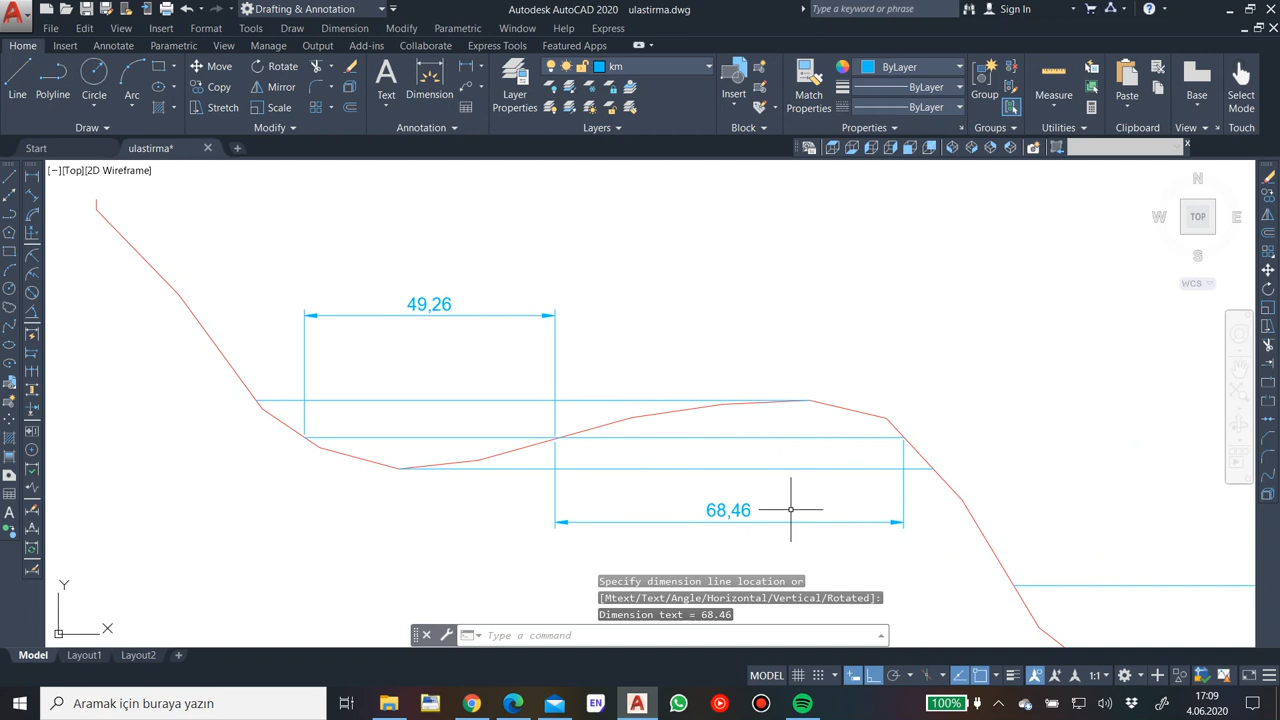 Drafting & Annotation
Autodesk AutoCAD 2020 ulastirma.dwg
Type a keyword or phrase
Sign In
File Edit View Insert Format Tools Draw Dimension Modify Parametric Window Help Express
Home Insert Annotate Parametric View Manage Output Add-ins Collaborate Express Tools Featured Apps
Line Polyline Circle Arc
Move Rotate
Copy Mirror
Stretch Scale
Text Dimension
Layer Properties
km
Insert
Match Properties
ByLayer
ByLayer
ByLayer
Group
Measure
Paste
Base
Select Mode
Draw Modify Annotation Layers Block Properties Groups Utilities Clipboard View Touch
Start ulastirma*
[−][Top][2D Wireframe]
N
W TOP E
S
WCS
49,26
68,46
Y
X
Specify dimension line location or
[Mtext/Text/Angle/Horizontal/Vertical/Rotated]:
Dimension text = 68.46
Type a command
Model Layout1 Layout2
MODEL 1:1
Aramak için buraya yazın
EN
A
100%
17:09
4.06.2020